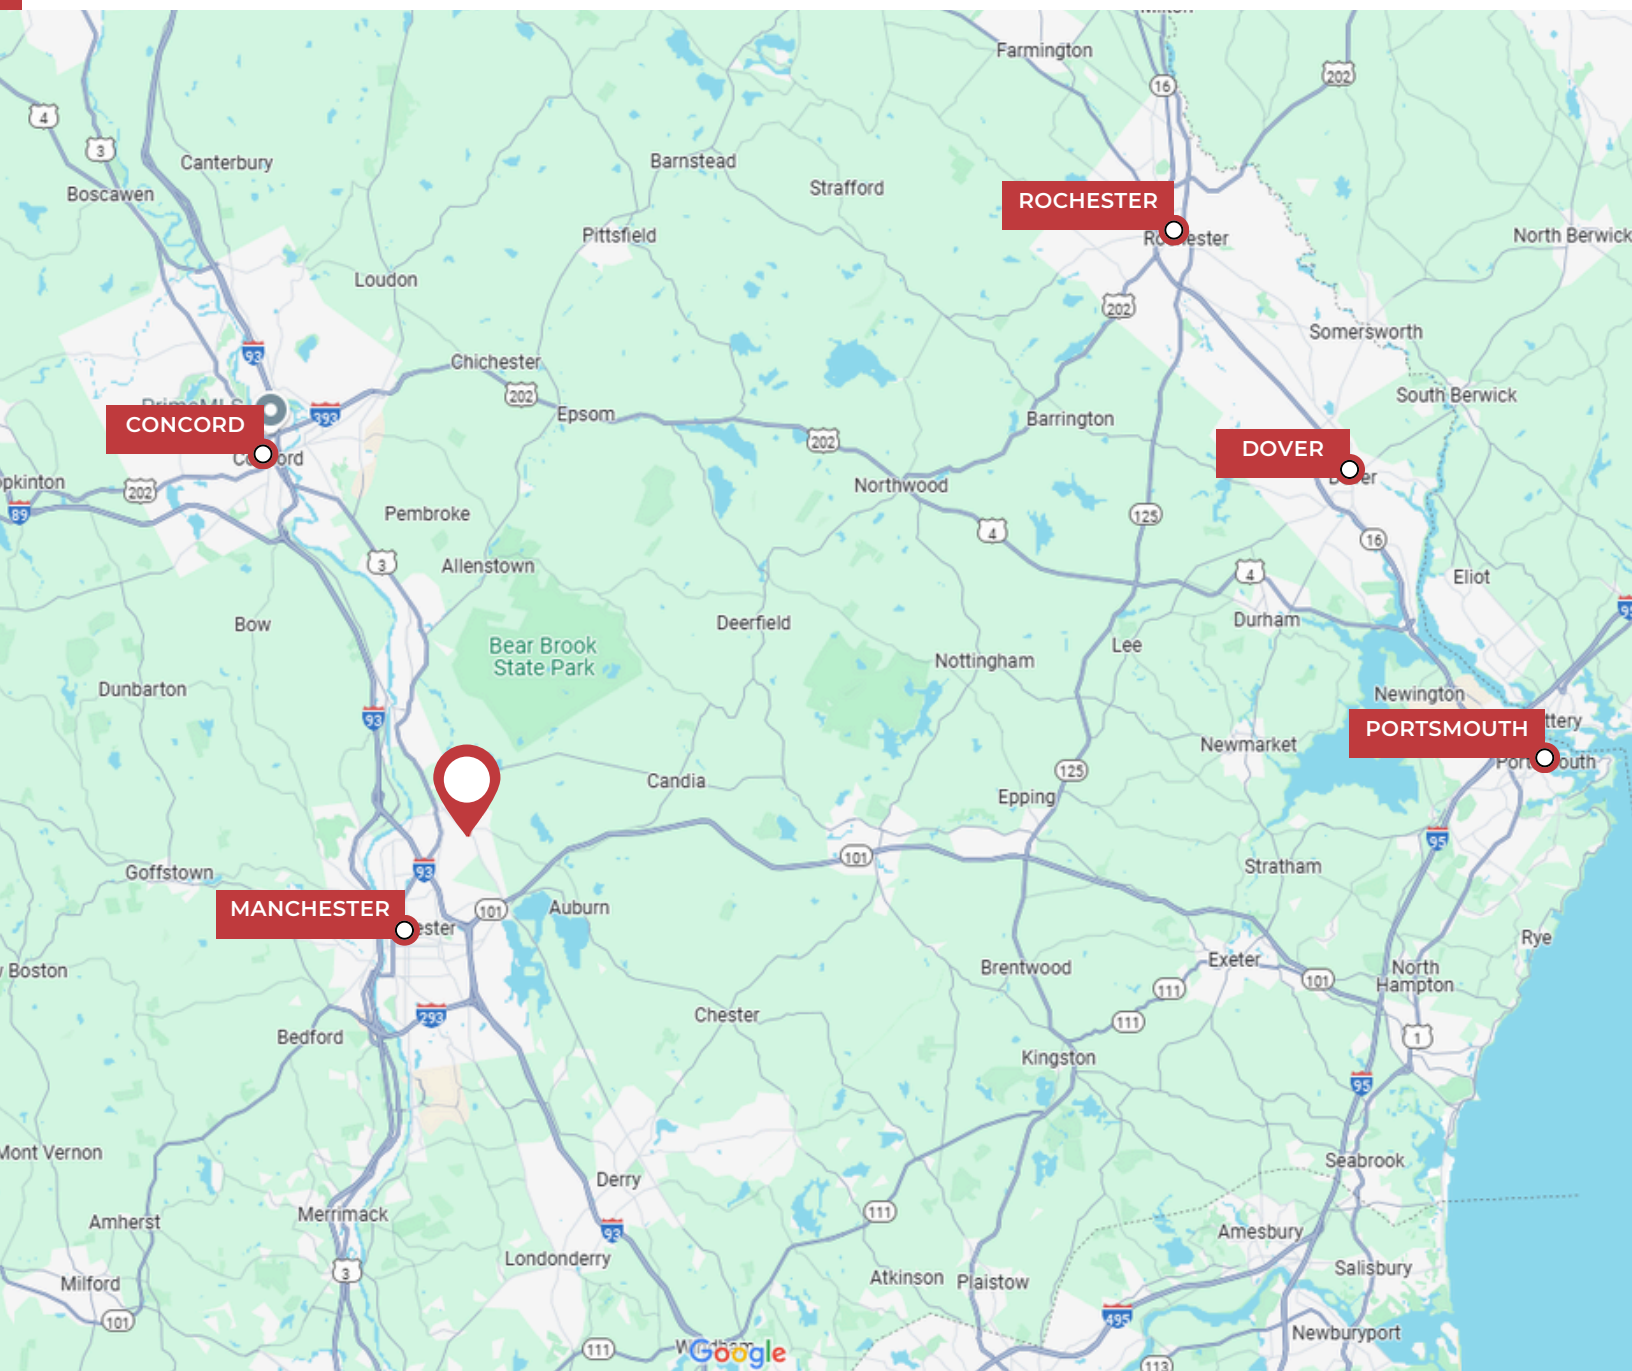 Farmington
16
202
4
3
Canterbury
Barnstead
Strafford
Boscawen
ROCHESTER
Pittsfield
North Berwick
Loudon
202
Somersworth
93
Chichester
202
South Berwick
393
Epsom
Barrington
CONCORD
202
DOVER
Northwood
202
89
Pembroke
125
4
16
3
Allenstown
4
Eliot
Durham
Bow
Deerfield
Lee
Bear Brook
State Park
Nottingham
Dunbarton
Newington
93
PORTSMOUTH
Newmarket
125
Candia
Epping
95
101
Goffstown
93
Stratham
MANCHESTER
101
Auburn
Rye
Boston
Brentwood
Exeter
101
North
Hampton
111
293
Chester
111
Bedford
1
Kingston
95
Mont Vernon
Seabrook
Derry
111
Merrimack
Amherst
93
Amesbury
Londonderry
Salisbury
3
Atkinson
Plaistow
Milford
495
101
Newburyport
111
Google
113